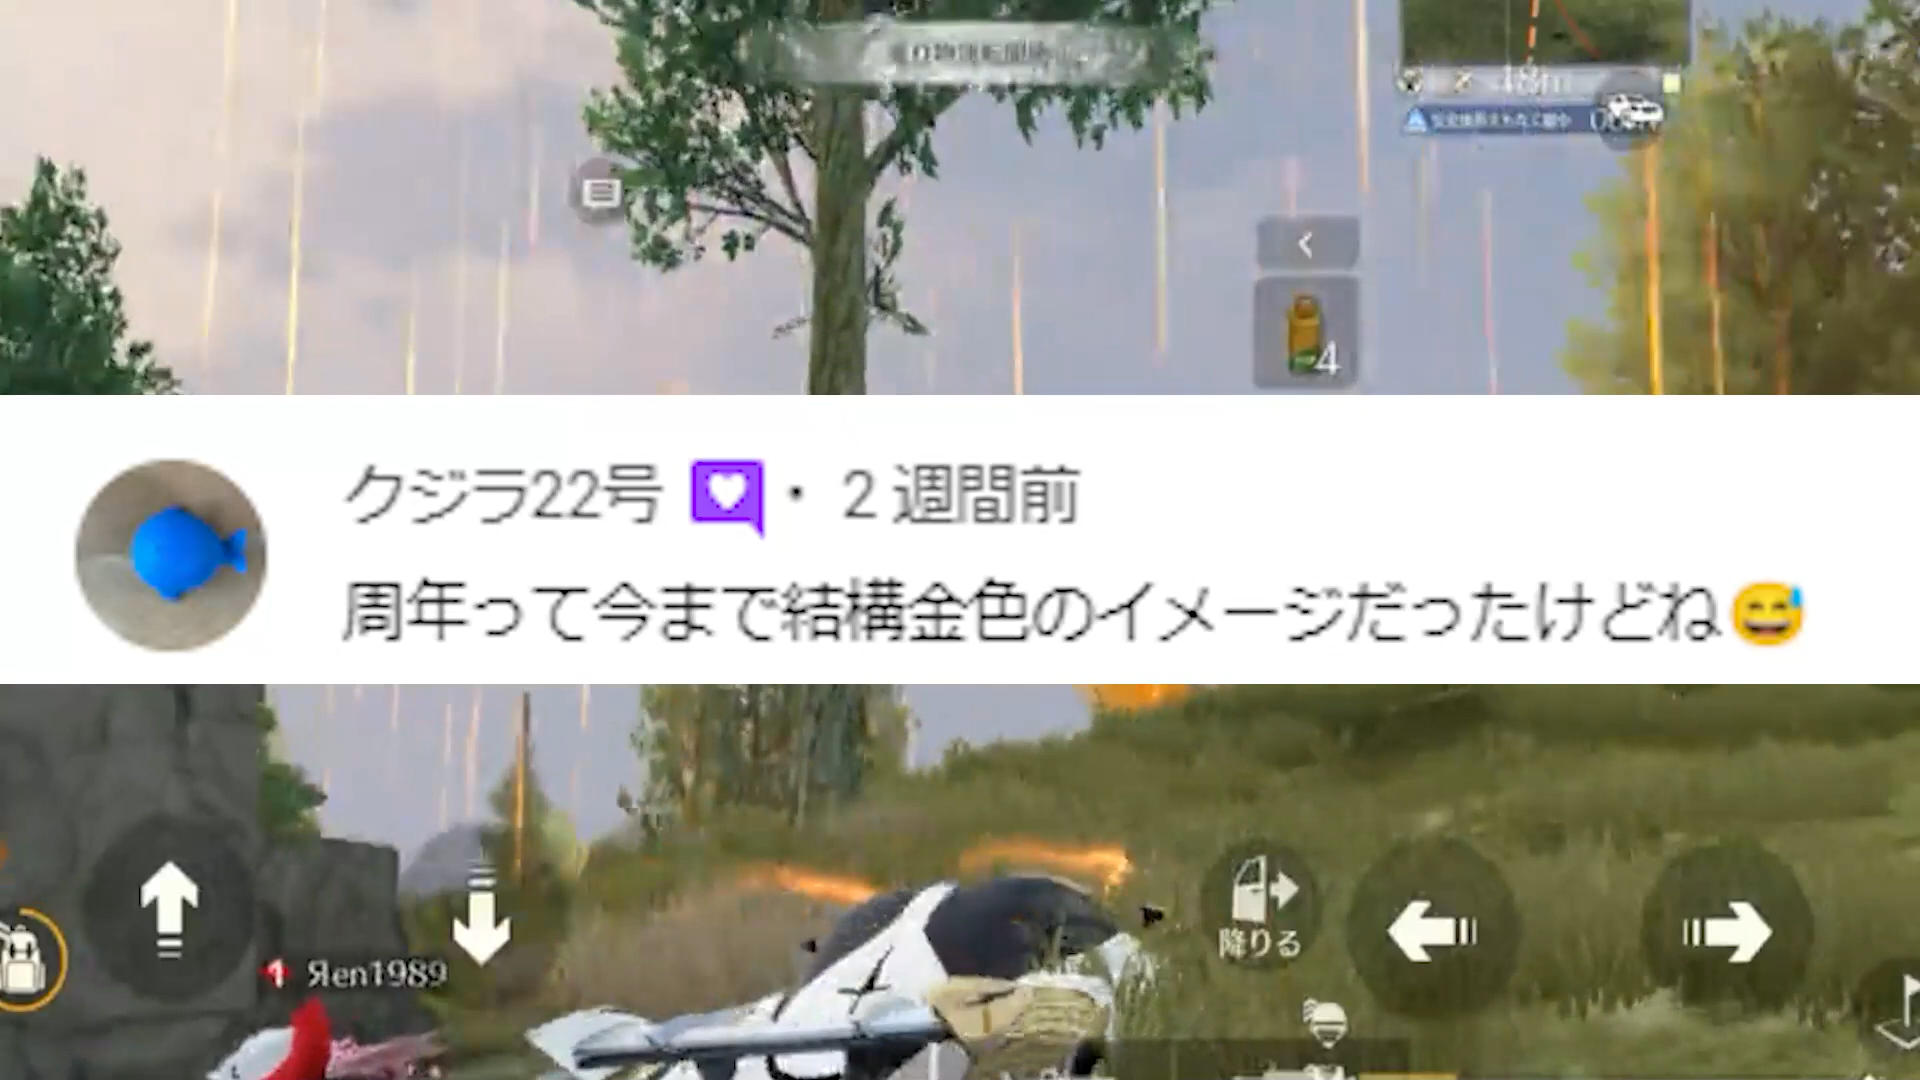 4
クジラ22号 ・ 2 週間前
周年って今まで結構金色のイメージだったけどね😅
1 Яen1989
降りる